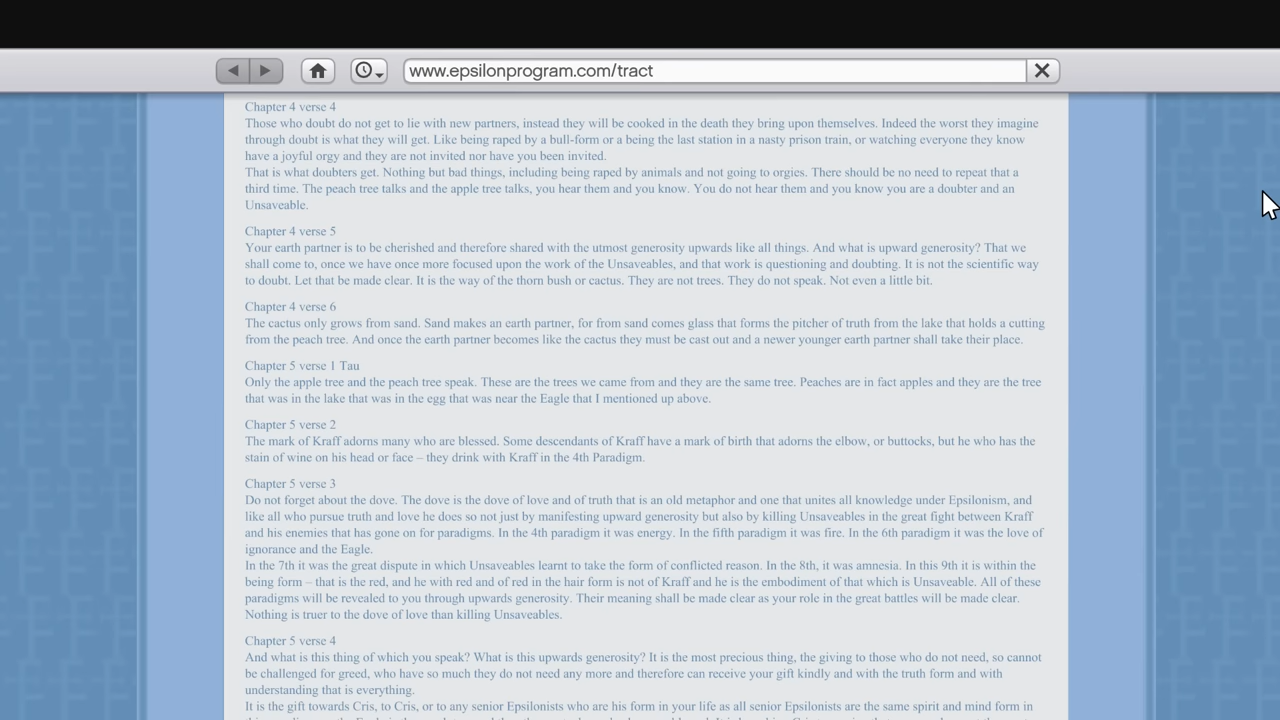 www.epsilonprogram.com/tract
Chapter 4 verse 4
Those who doubt do not get to lie with new partners, instead they will be cooked in the death they bring upon themselves. Indeed the worst they imagine
through doubt is what they will get. Like being raped by a bull-form or a being the last station in a nasty prison train, or watching everyone they know
have a joyful orgy and they are not invited nor have you been invited.
That is what doubters get. Nothing but bad things, including being raped by animals and not going to orgies. There should be no need to repeat that a
third time. The peach tree talks and the apple tree talks, you hear them and you know. You do not hear them and you know you are a doubter and an
Unsaveable.
Chapter 4 verse 5
Your earth partner is to be cherished and therefore shared with the utmost generosity upwards like all things. And what is upward generosity? That we
shall come to, once we have once more focused upon the work of the Unsaveables, and that work is questioning and doubting. It is not the scientific way
to doubt. Let that be made clear. It is the way of the thorn bush or cactus. They are not trees. They do not speak. Not even a little bit.
Chapter 4 verse 6
The cactus only grows from sand. Sand makes an earth partner, for from sand comes glass that forms the pitcher of truth from the lake that holds a cutting
from the peach tree. And once the earth partner becomes like the cactus they must be cast out and a newer younger earth partner shall take their place.
Chapter 5 verse 1 Tau
Only the apple tree and the peach tree speak. These are the trees we came from and they are the same tree. Peaches are in fact apples and they are the tree
that was in the lake that was in the egg that was near the Eagle that I mentioned up above.
Chapter 5 verse 2
The mark of Kraff adorns many who are blessed. Some descendants of Kraff have a mark of birth that adorns the elbow, or buttocks, but he who has the
stain of wine on his head or face – they drink with Kraff in the 4th Paradigm.
Chapter 5 verse 3
Do not forget about the dove. The dove is the dove of love and of truth that is an old metaphor and one that unites all knowledge under Epsilonism, and
like all who pursue truth and love he does so not just by manifesting upward generosity but also by killing Unsaveables in the great fight between Kraff
and his enemies that has gone on for paradigms. In the 4th paradigm it was energy. In the fifth paradigm it was fire. In the 6th paradigm it was the love of
ignorance and the Eagle.
In the 7th it was the great dispute in which Unsaveables learnt to take the form of conflicted reason. In the 8th, it was amnesia. In this 9th it is within the
being form – that is the red, and he with red and of red in the hair form is not of Kraff and he is the embodiment of that which is Unsaveable. All of these
paradigms will be revealed to you through upwards generosity. Their meaning shall be made clear as your role in the great battles will be made clear.
Nothing is truer to the dove of love than killing Unsaveables.
Chapter 5 verse 4
And what is this thing of which you speak? What is this upwards generosity? It is the most precious thing, the giving to those who do not need, so cannot
be challenged for greed, who have so much they do not need any more and therefore can receive your gift kindly and with the truth form and with
understanding that is everything.
It is the gift towards Cris, to Cris, or to any senior Epsilonists who are his form in your life as all senior Epsilonists are the same spirit and mind form in